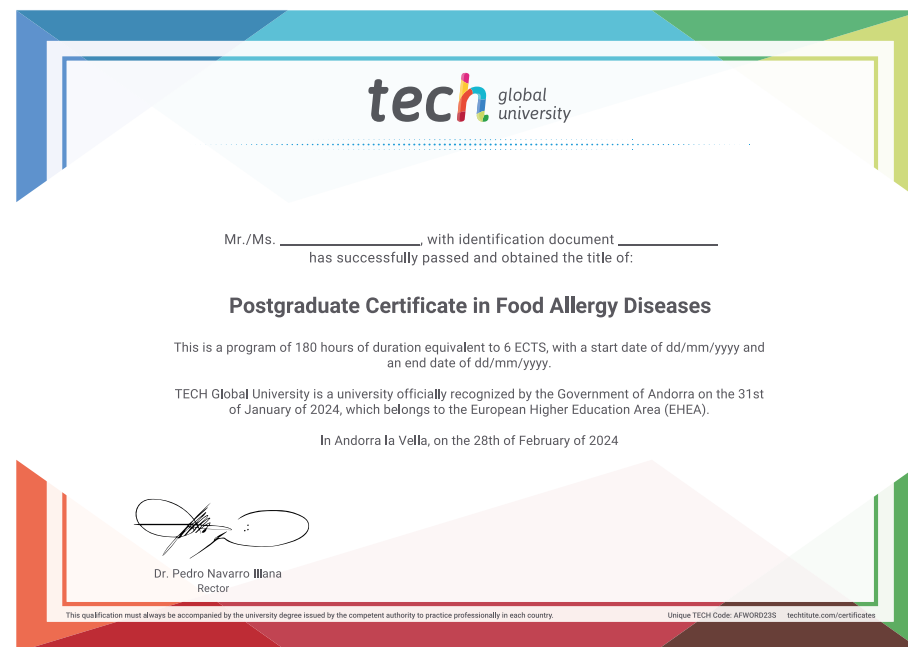 tech global university
Mr./Ms. ____________, with identification document ____________
has successfully passed and obtained the title of:
Postgraduate Certificate in Food Allergy Diseases
This is a program of 180 hours of duration equivalent to 6 ECTS, with a start date of dd/mm/yyyy and
an end date of dd/mm/yyyy.
TECH Global University is a university officially recognized by the Government of Andorra on the 31st
of January of 2024, which belongs to the European Higher Education Area (EHEA).
In Andorra la Vella, on the 28th of February of 2024
Dr. Pedro Navarro Illana
Rector
This qualification must always be accompanied by the university degree issued by the competent authority to practice professionally in each country.
Unique TECH Code: AFWORD23S techtitute.com/certificates